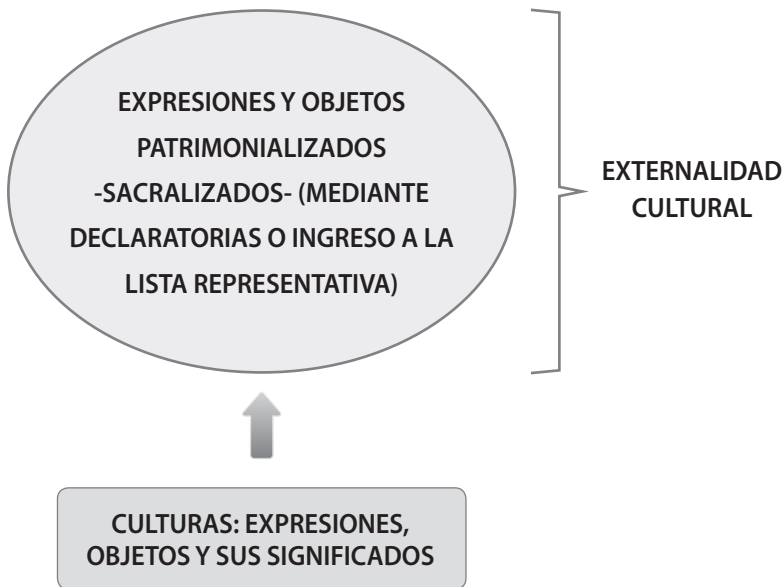 EXPRESIONES Y OBJETOS
PATRIMONIALIZADOS
-SACRALIZADOS- (MEDIANTE
DECLARATORIAS O INGRESO A LA
LISTA REPRESENTATIVA)
EXTERNALIDAD
CULTURAL
CULTURAS: EXPRESIONES,
OBJETOS Y SUS SIGNIFICADOS